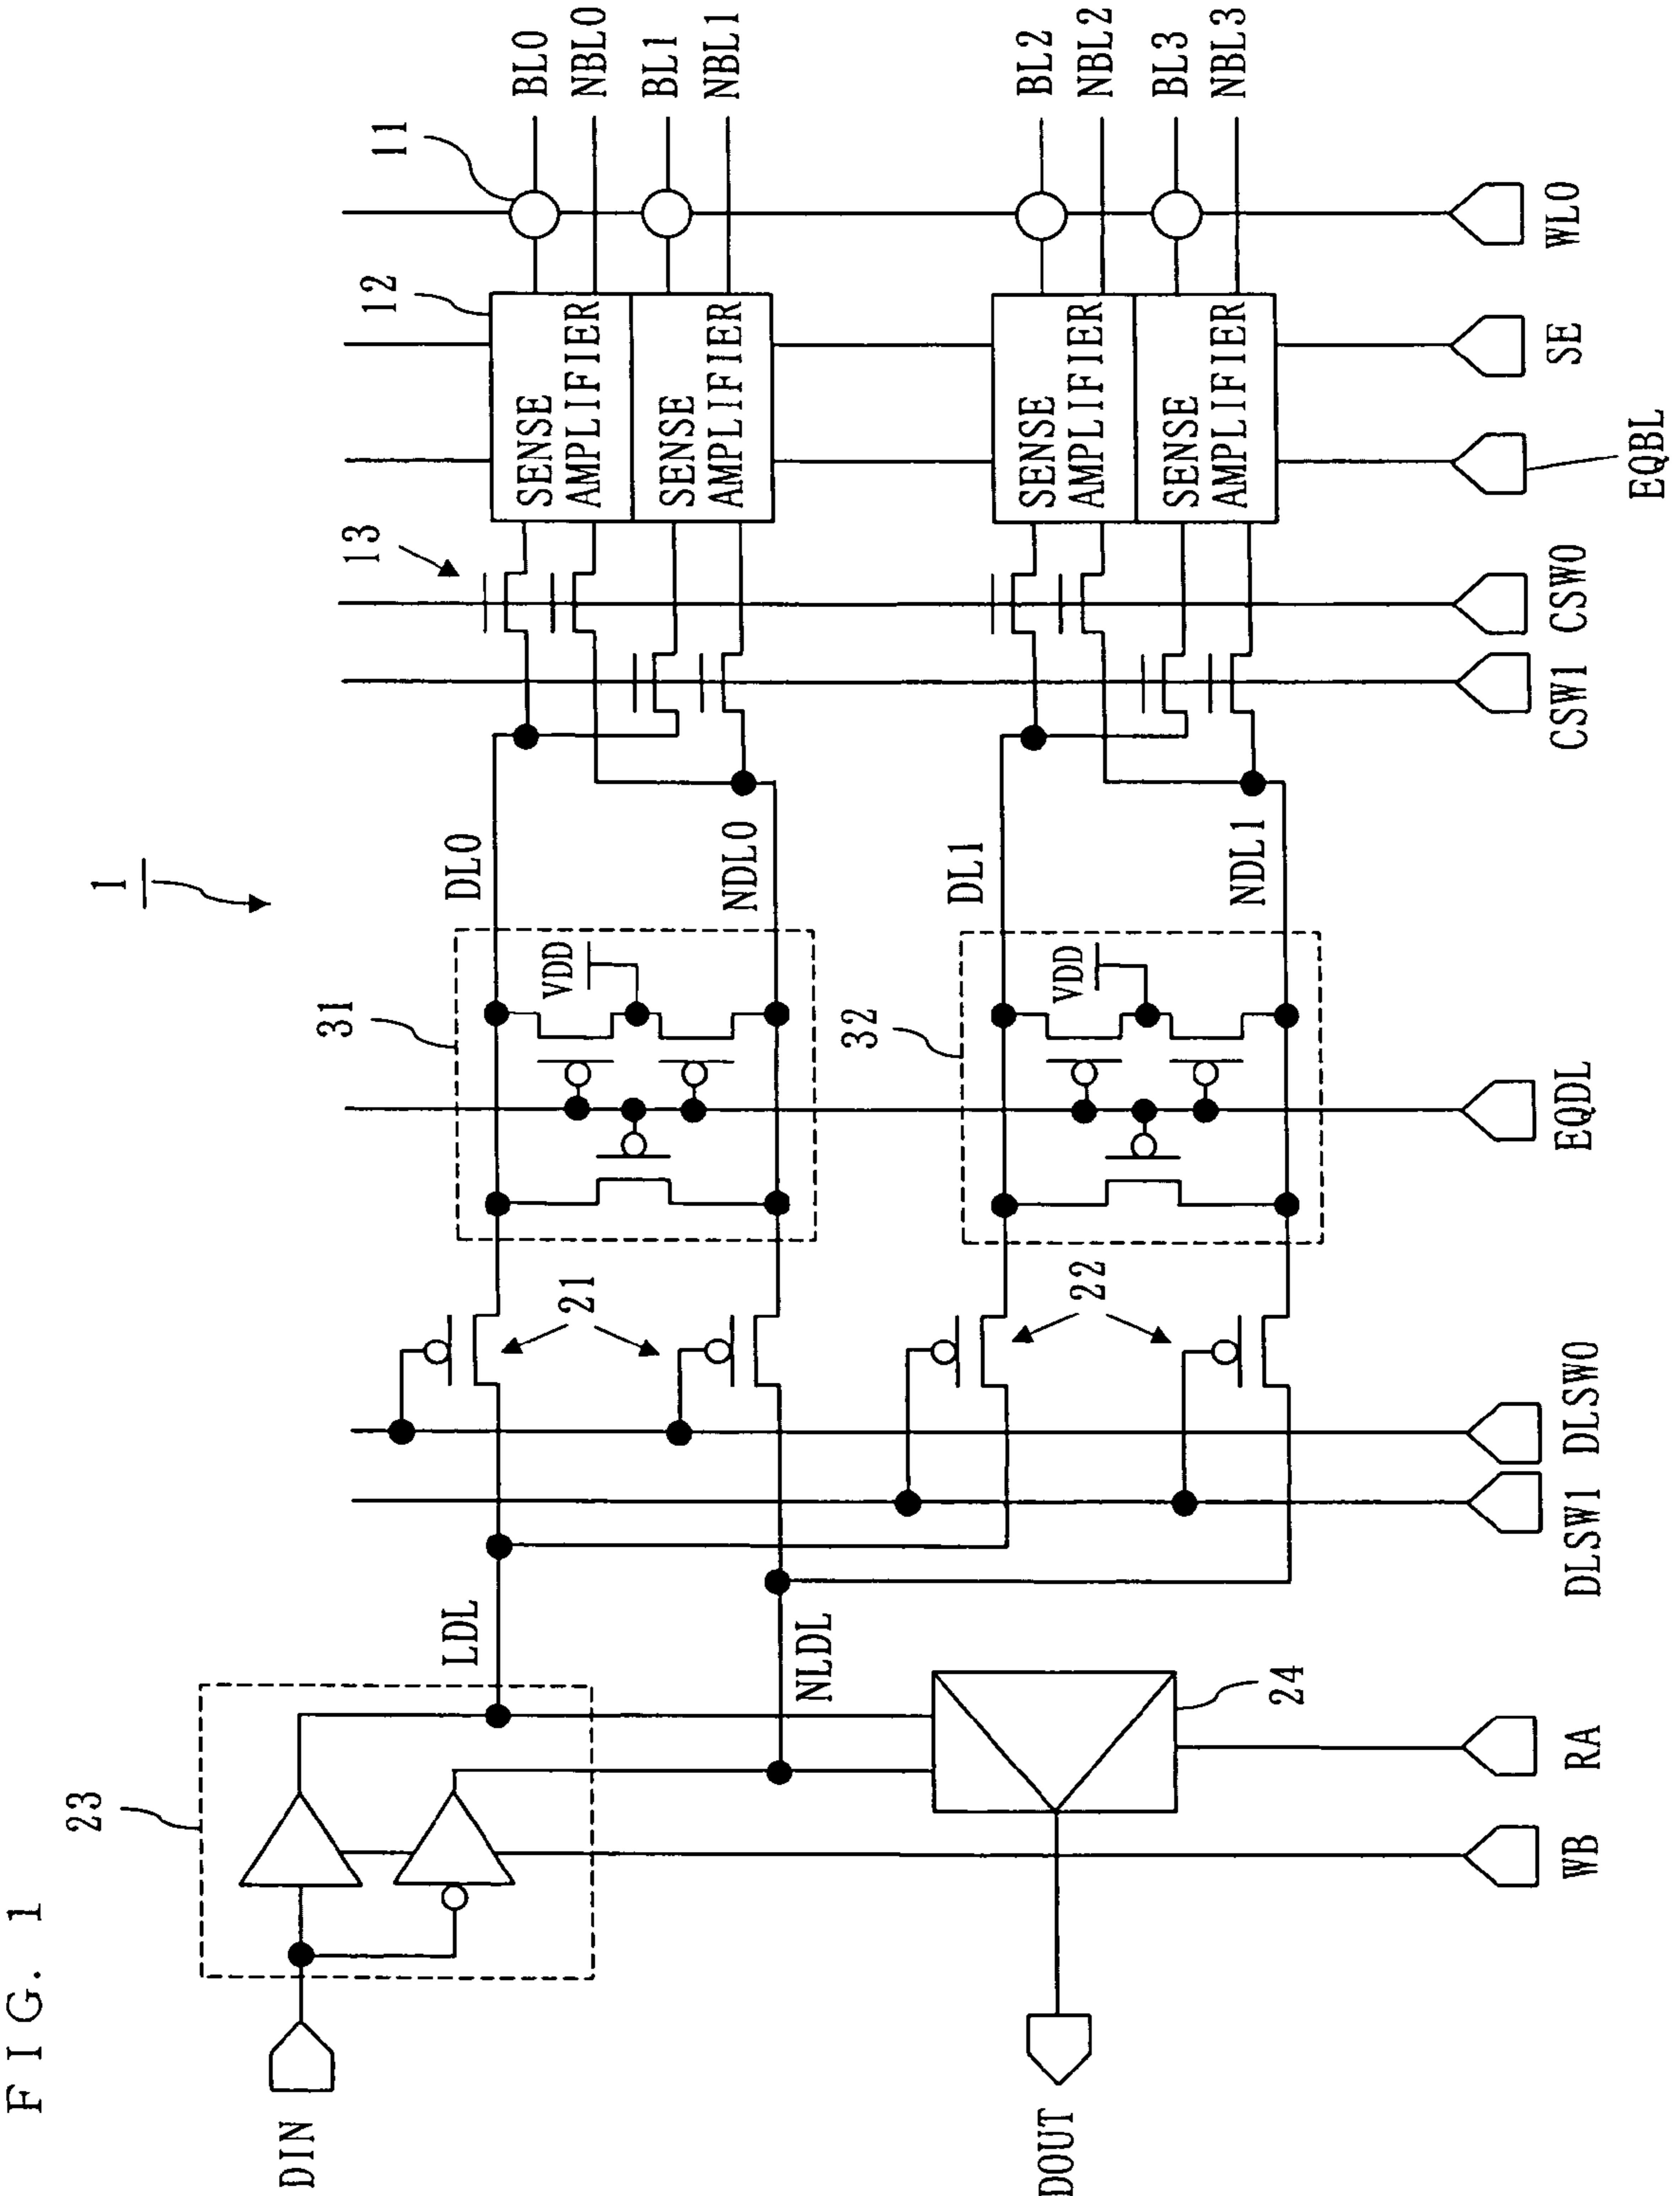 FIG. 1
1
DIN
23
LDL
NLDL
24
DOUT
WB
RA
DLSW1
DLSW0
21
22
31
VDD
32
VDD
EQDL
DL0
NDL0
DL1
NDL1
13
CSW1
CSW0
12
SENSE
AMPLIFIER
SENSE
AMPLIFIER
SENSE
AMPLIFIER
SENSE
AMPLIFIER
EQBL
SE
11
WL0
BL0
NBL0
BL1
NBL1
BL2
NBL2
BL3
NBL3